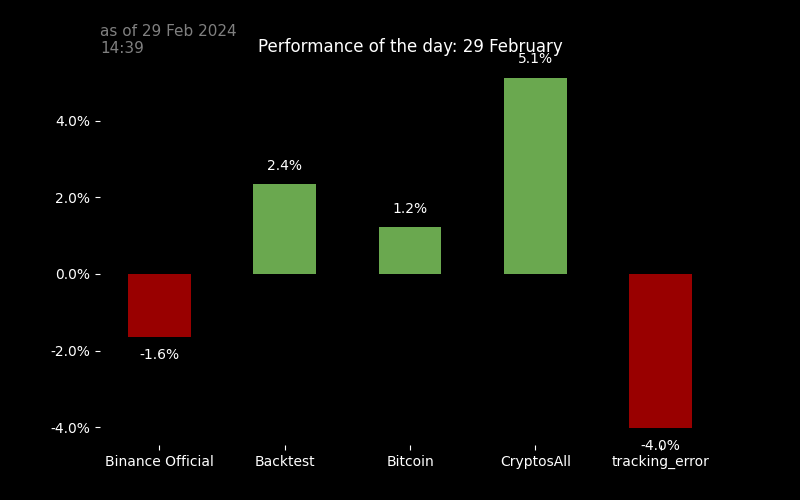 as of 29 Feb 2024
14:39
Performance of the day: 29 February
5.1%
4.0%
2.4%
2.0%
1.2%
0.0%
-2.0%
-1.6%
-4.0%
-4.0%
Binance Official
Backtest
Bitcoin
CryptosAll
tracking_error